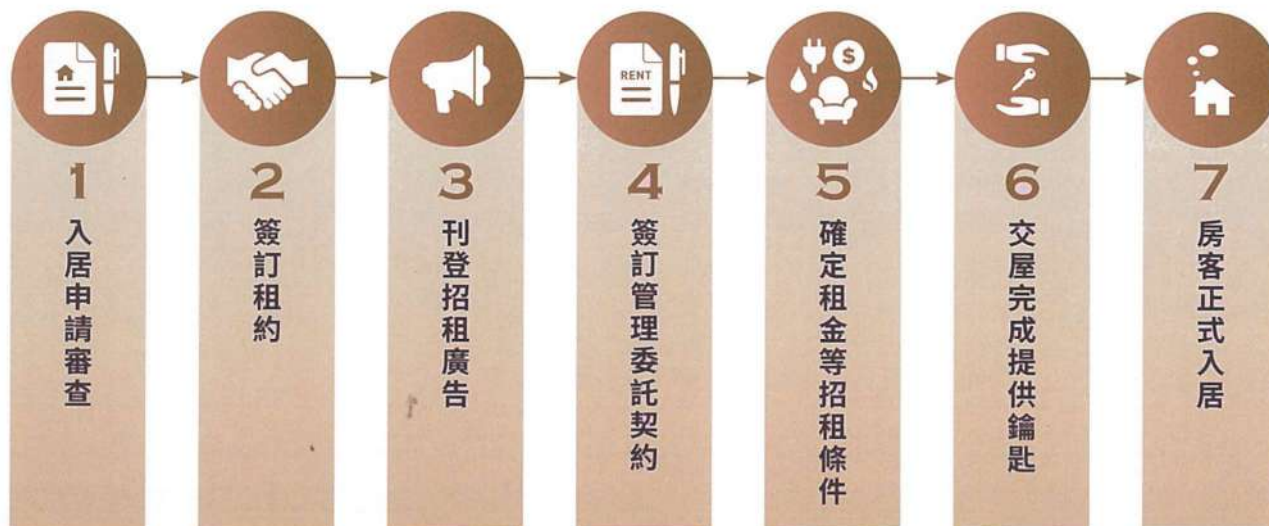 RENT
$
1
入居申請審查
2
簽訂租約
3
刊登招租廣告
4
簽訂管理委託契約
5
確定租金等招租條件
6
交屋完成提供鑰匙
7
房客正式入居